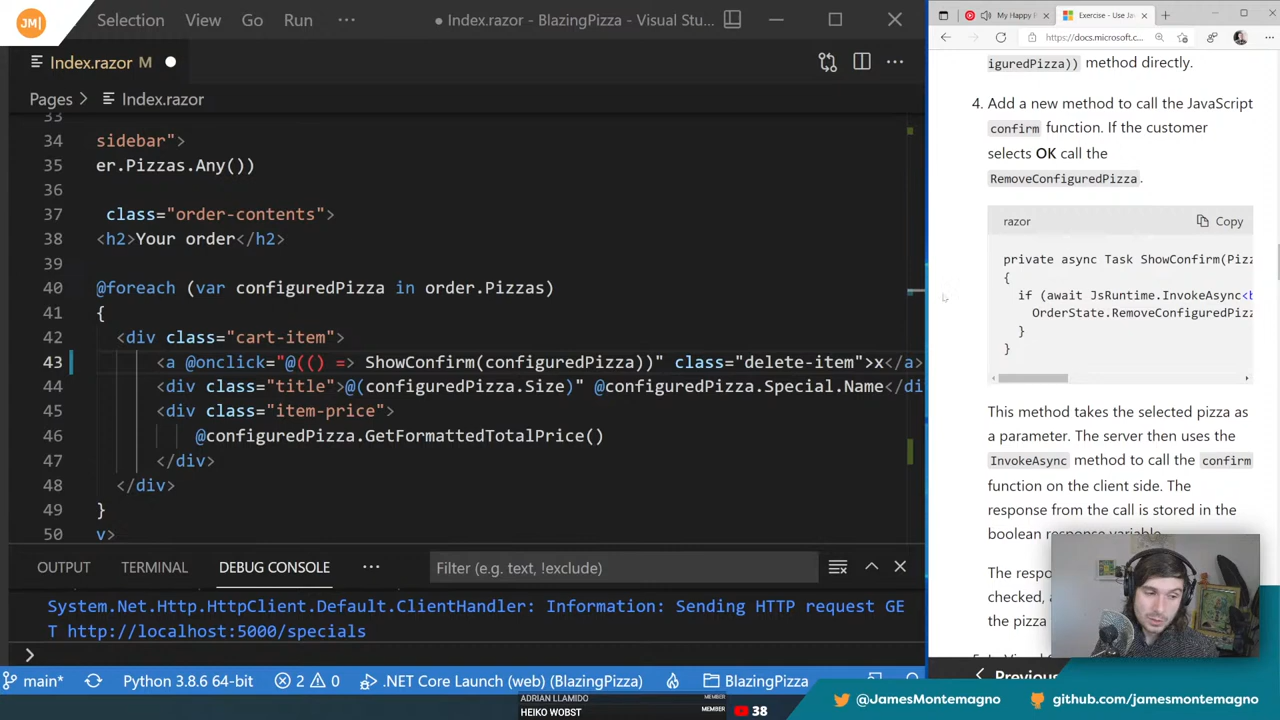 JM|
Selection View Go Run ···
● Index.razor - BlazingPizza - Visual Stu...
Index.razor M
Pages > Index.razor
33
34 sidebar">
35 er.Pizzas.Any())
36
37 class="order-contents">
38 <h2>Your order</h2>
39
40 @foreach (var configuredPizza in order.Pizzas)
41 {
42 <div class="cart-item">
43 <a @onclick="@(() => ShowConfirm(configuredPizza))" class="delete-item">x</a>
44 <div class="title">@(configuredPizza.Size)" @configuredPizza.Special.Name</di
45 <div class="item-price">
46 @configuredPizza.GetFormattedTotalPrice()
47 </div>
48 </div>
49 }
50 v>
OUTPUT TERMINAL DEBUG CONSOLE ··· Filter (e.g. text, !exclude)
System.Net.Http.HttpClient.Default.ClientHandler: Information: Sending HTTP request GE
T http://localhost:5000/specials
main* Python 3.8.6 64-bit 0 0 .NET Core Launch (web) (BlazingPizza) BlazingPizza
My Happy Exercise - Use Ja
https://docs.microsoft.c...
iguredPizza)) method directly.
4. Add a new method to call the JavaScript
confirm function. If the customer
selects OK call the
RemoveConfiguredPizza.
razor Copy
private async Task ShowConfirm(Piz
{
if (await JsRuntime.InvokeAsync<b
OrderState.RemoveConfiguredPizz
}
}
This method takes the selected pizza as
a parameter. The server then uses the
InvokeAsync method to call the confirm
function on the client side. The
response from the call is stored in the
boolean response variable.
The respo
checked, a
the pizza
Previous
ADRIAN LLAMIDO MEMBER
HEIKO WOBST MEMBER
38
@JamesMontemagno
github.com/jamesmontemagno